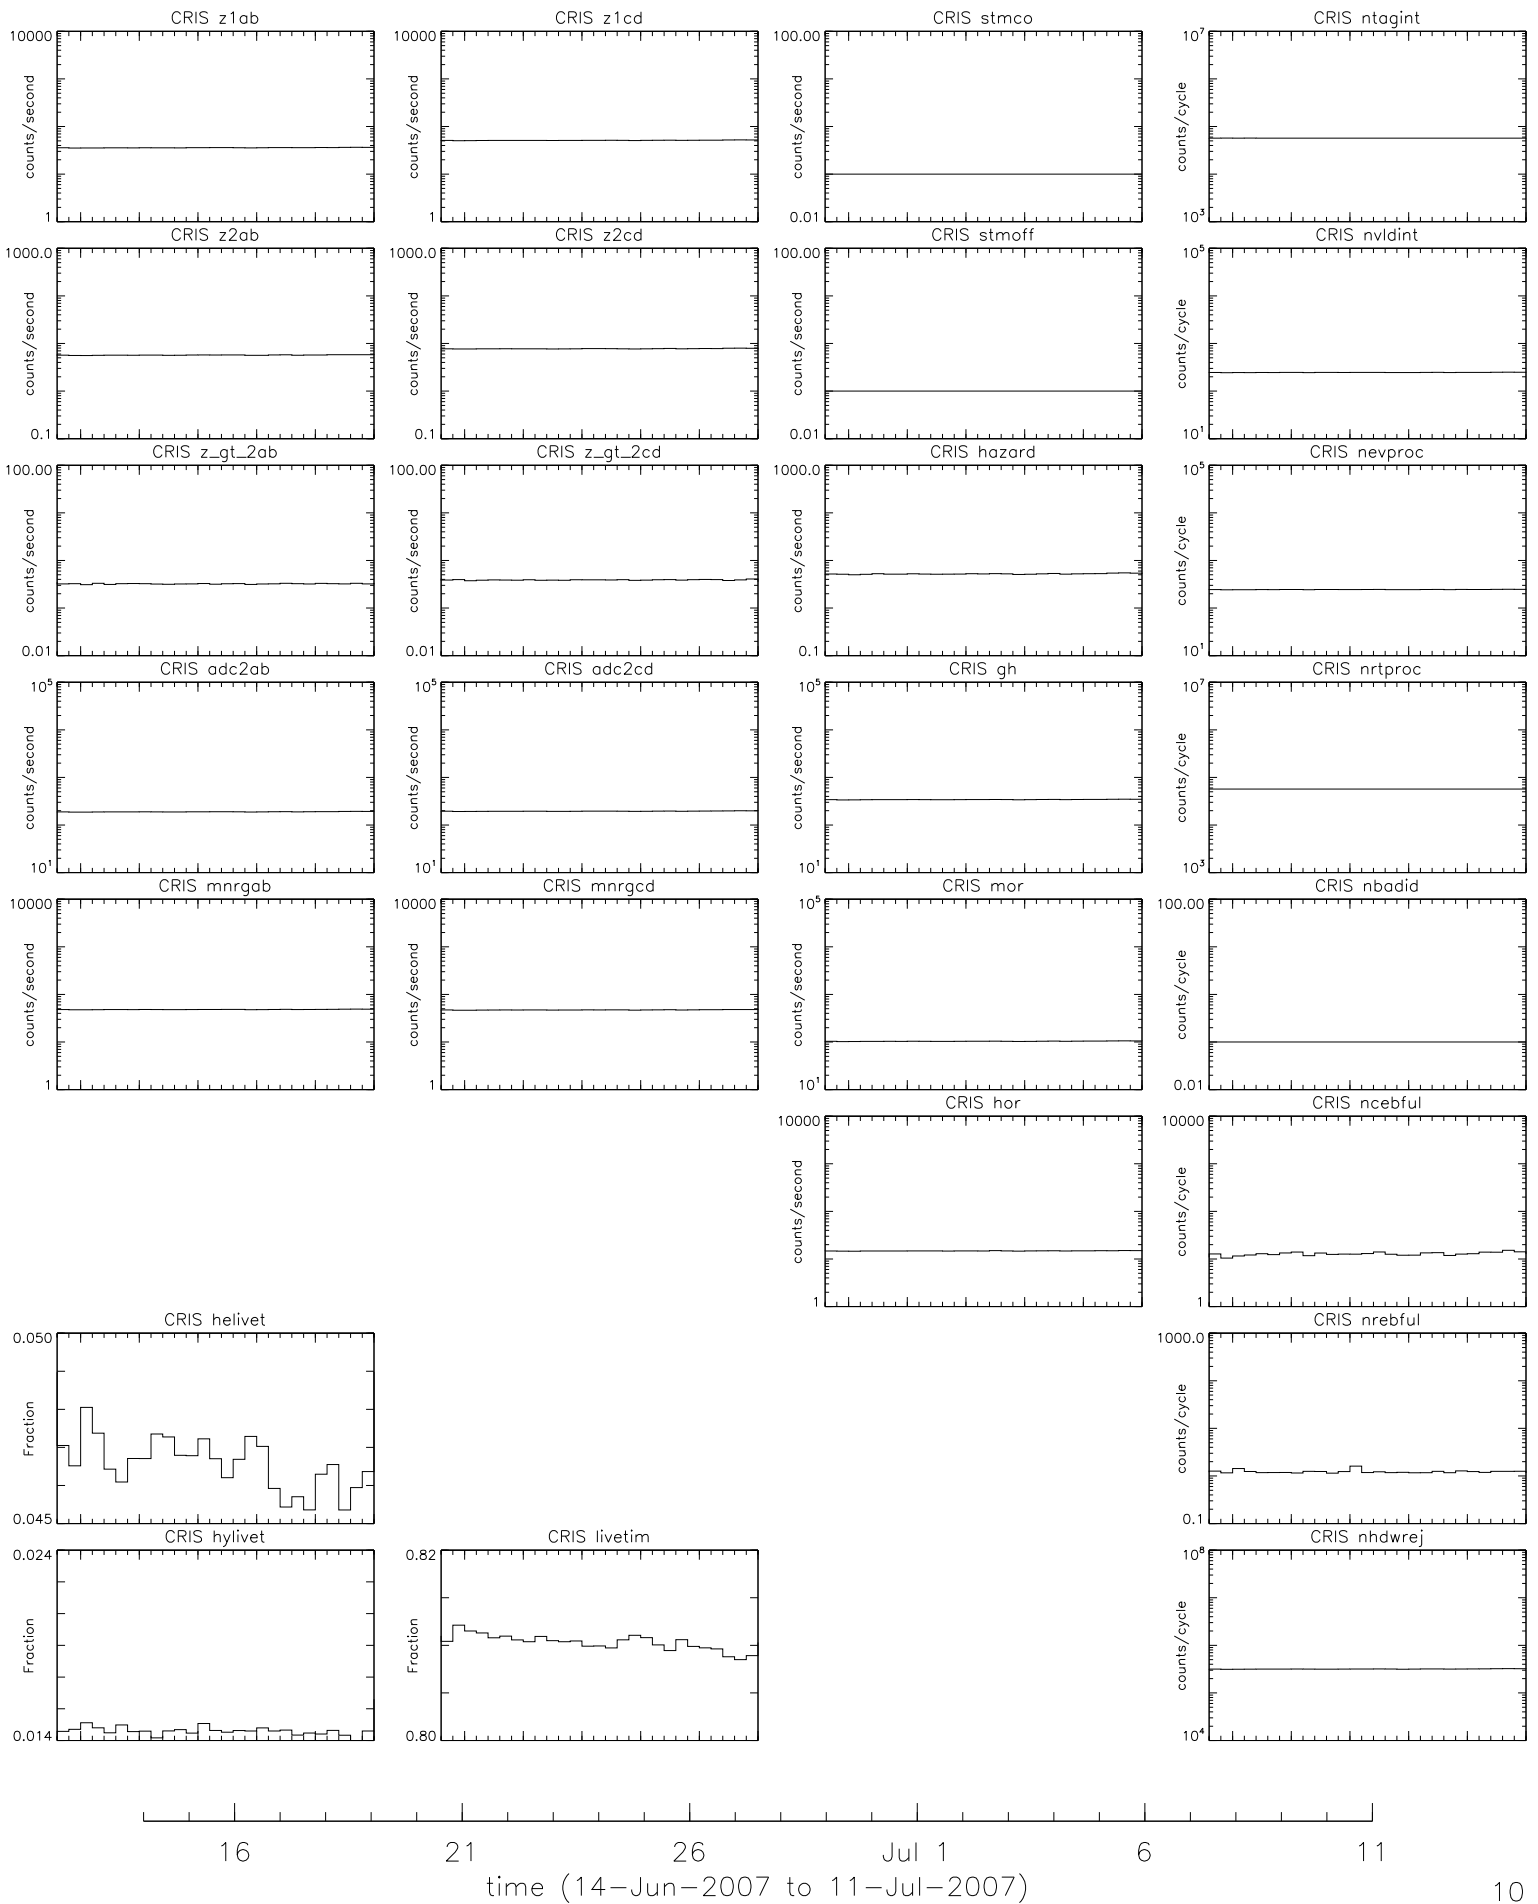 CRIS z1ab
10000
counts/second
1
CRIS z1cd
10000
counts/second
1
CRIS stmco
100.00
counts/second
0.01
CRIS ntagint
10⁷
counts/cycle
10³
CRIS z2ab
1000.0
counts/second
0.1
CRIS z2cd
1000.0
counts/second
0.1
CRIS stmoff
100.00
counts/second
0.01
CRIS nvldint
10⁵
counts/cycle
10¹
CRIS z_gt_2ab
100.00
counts/second
0.01
CRIS z_gt_2cd
100.00
counts/second
0.01
CRIS hazard
1000.0
counts/second
0.1
CRIS nevproc
10⁵
counts/cycle
10¹
CRIS adc2ab
10⁵
counts/second
10¹
CRIS adc2cd
10⁵
counts/second
10¹
CRIS gh
10⁵
counts/second
10¹
CRIS nrtproc
10⁷
counts/cycle
10³
CRIS mnrgab
10000
counts/second
1
CRIS mnrgcd
10000
counts/second
1
CRIS mor
10⁵
counts/second
10¹
CRIS nbadid
100.00
counts/cycle
0.01
CRIS hor
10000
counts/second
1
CRIS ncebful
10000
counts/cycle
1
CRIS helivet
0.050
Fraction
0.045
CRIS nrebful
1000.0
counts/cycle
0.1
CRIS hylivet
0.024
Fraction
0.014
CRIS livetim
0.82
Fraction
0.80
CRIS nhdwrej
10⁸
counts/cycle
10⁴
16 21 26 Jul 1 6 11
time (14-Jun-2007 to 11-Jul-2007)
10